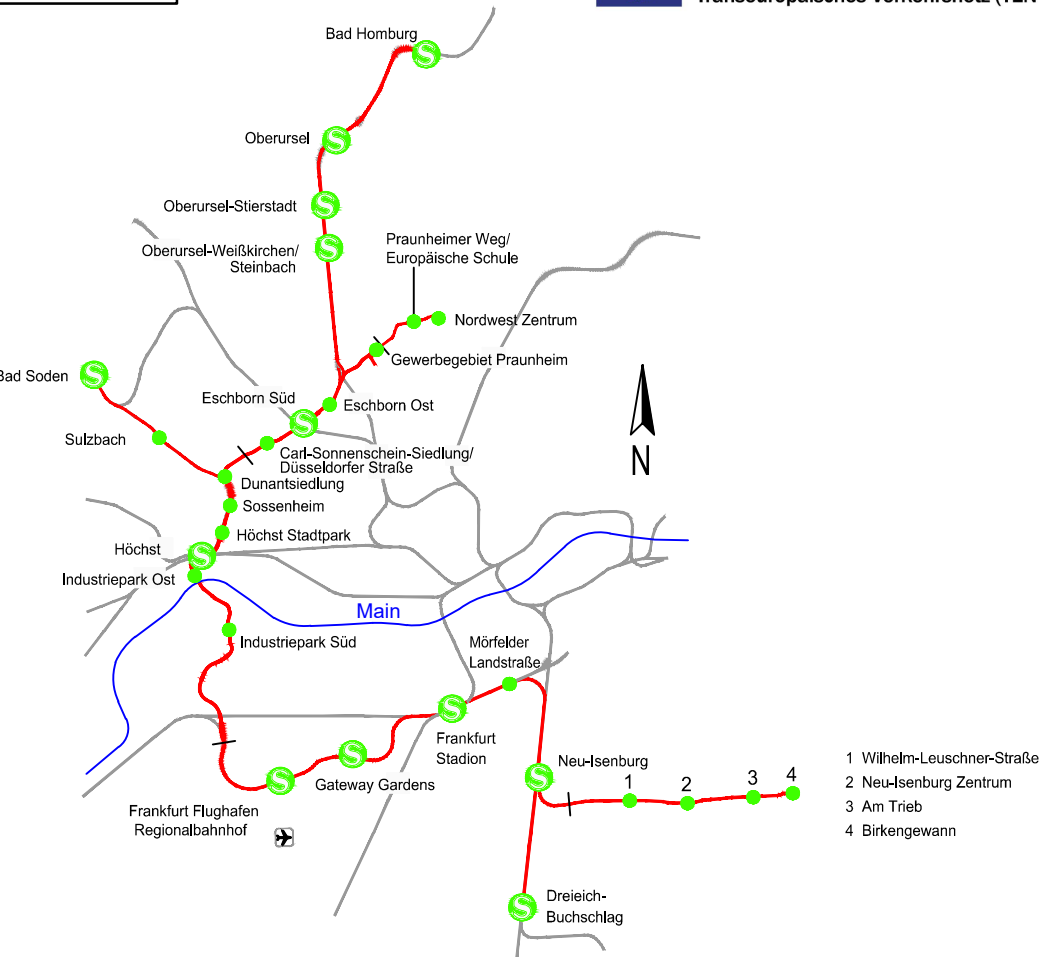 Bad Homburg
Oberursel
Oberursel-Stierstadt
Oberursel-Weißkirchen/
Steinbach
Praunheimer Weg/
Europäische Schule
Nordwest Zentrum
Gewerbegebiet Praunheim
Bad Soden
Eschborn Süd
Eschborn Ost
Sulzbach
Carl-Sonnenschein-Siedlung/
Düsseldorfer Straße
Dunantsiedlung
Sossenheim
Höchst Stadtpark
Höchst
Industriepark Ost
Main
Industriepark Süd
Mörfelder
Landstraße
Frankfurt
Stadion
Gateway Gardens
Frankfurt Flughafen
Regionalbahnhof
Neu-Isenburg
1
2
3
4
Dreieich-
Buchschlag
N
1 Wilhelm-Leuschner-Straße
2 Neu-Isenburg Zentrum
3 Am Trieb
4 Birkengewann
S
S
S
S
S
S
S
S
S
S
S
S